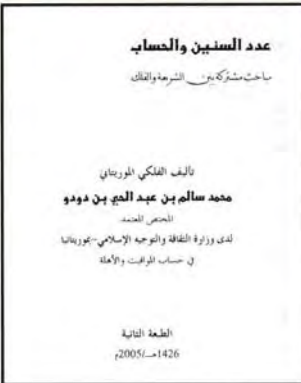 عدد السنين والحساب
مباحث مشتركة بين الشريعة والفلك
تأليف الفلكي الموريتاني
محمد سالم بن عبد الحي بن دودو
المختص المعتمد
لدى وزارة الثقافة والتوجيه الإسلامي-بموريتانيا
في حساب المواقيت والأهلة
الطبعة الثانية
1426هـ/2005م